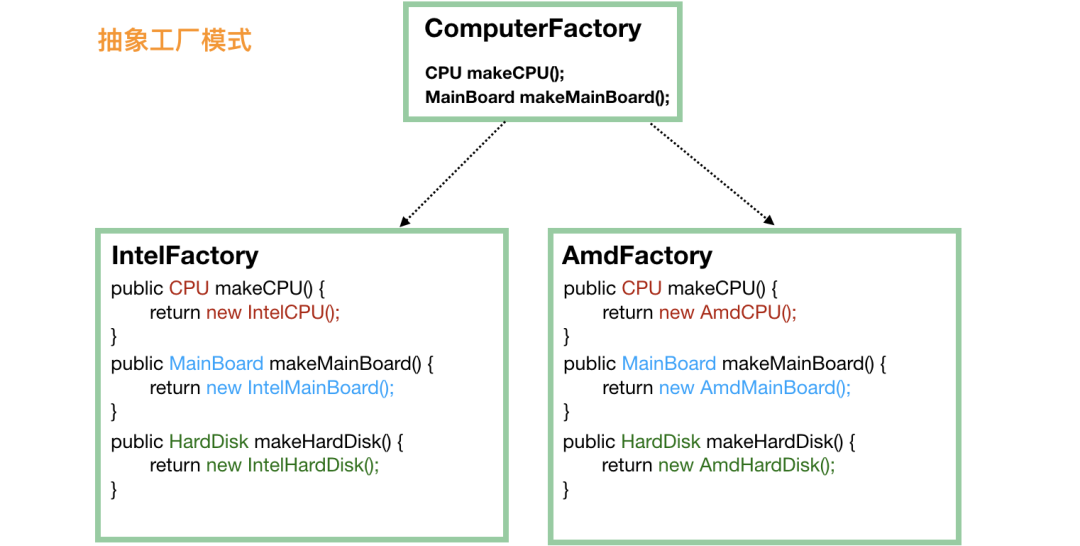 抽象工厂模式
ComputerFactory
CPU makeCPU();
MainBoard makeMainBoard();
IntelFactory
public CPU makeCPU() {
return new IntelCPU();
}
public MainBoard makeMainBoard() {
return new IntelMainBoard();
}
public HardDisk makeHardDisk() {
return new IntelHardDisk();
}
AmdFactory
public CPU makeCPU() {
return new AmdCPU();
}
public MainBoard makeMainBoard() {
return new AmdMainBoard();
}
public HardDisk makeHardDisk() {
return new AmdHardDisk();
}